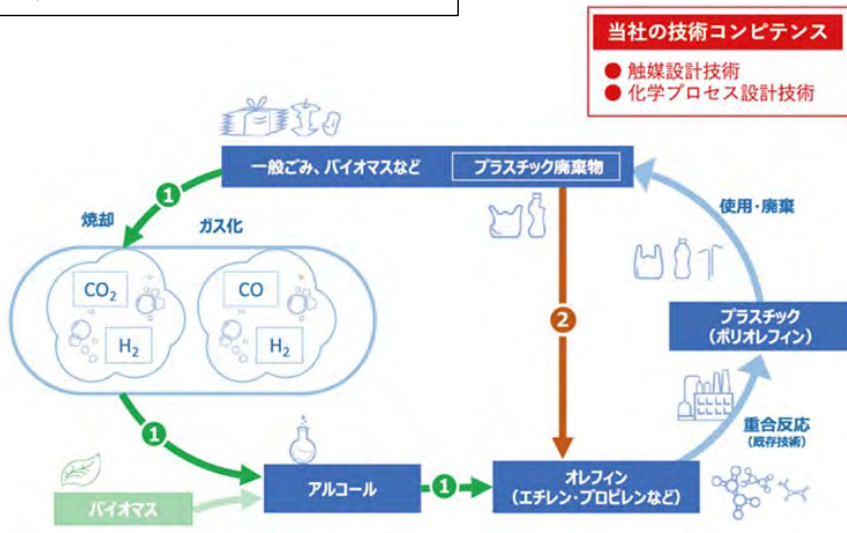 当社の技術コンピテンス
● 触媒設計技術
● 化学プロセス設計技術
一般ごみ、バイオマスなど
プラスチック廃棄物
1
焼却
ガス化
使用・廃棄
CO₂
H₂
CO
H₂
2
プラスチック
(ポリオレフィン)
1
重合反応
(既存技術)
バイオマス
アルコール
1
オレフィン
(エチレン・プロピレンなど)